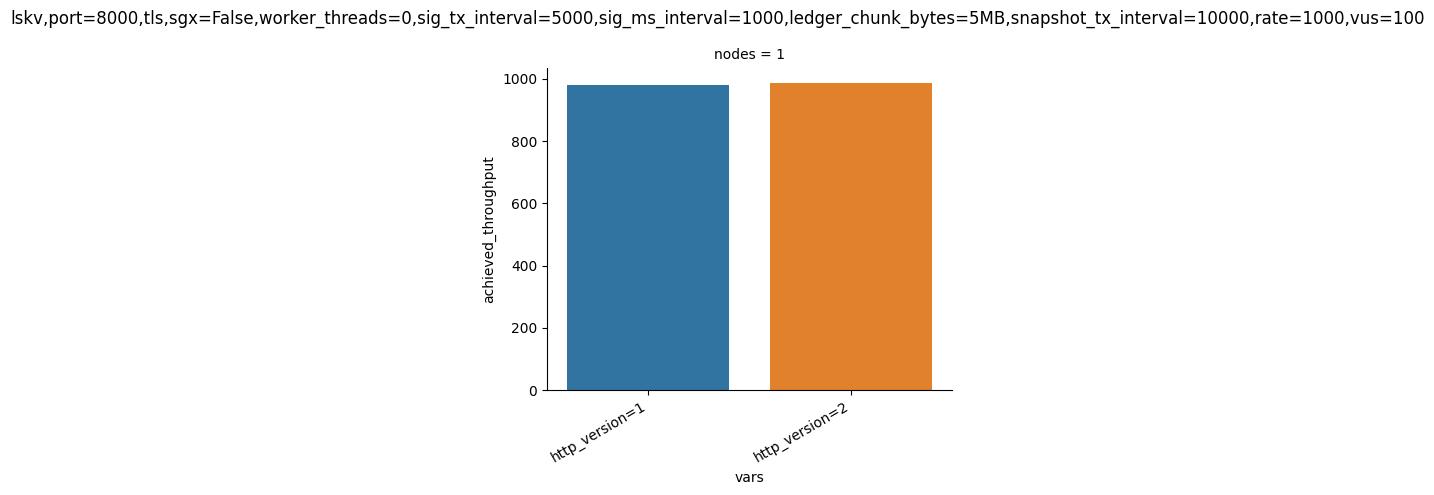 lskv,port=8000,tls,sgx=False,worker_threads=0,sig_tx_interval=5000,sig_ms_interval=1000,ledger_chunk_bytes=5MB,snapshot_tx_interval=10000,rate=1000,vus=100
nodes = 1
1000
800
600
400
200
0
achieved_throughput
http_version=1
http_version=2
vars